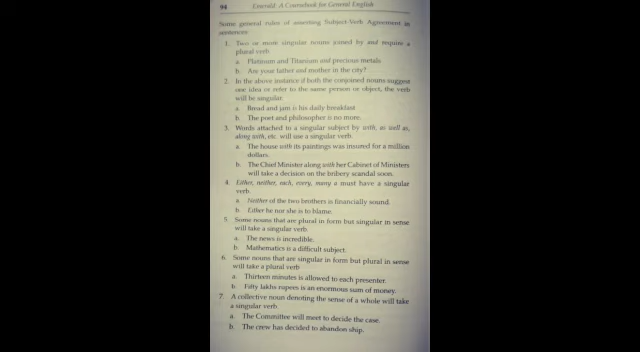 94 Emerald: A Coursebook for General English
Some general rules of asserting Subject-Verb Agreement in
sentences:
1. Two or more singular nouns joined by and require a
plural verb
a. Platinum and Titanium are precious metals.
b. Are your father and mother in the city?
2. In the above instance if both the conjoined nouns suggest
one idea or refer to the same person or object, the verb
will be singular.
a. Bread and jam is his daily breakfast
b. The poet and philosopher is no more.
3. Words attached to a singular subject by with, as well as,
along with, etc. will use a singular verb.
a. The house with its paintings was insured for a million
dollars.
b. The Chief Minister along with her Cabinet of Ministers
will take a decision on the bribery scandal soon.
4. Either, neither, each, every, many a must have a singular
verb.
a. Neither of the two brothers is financially sound.
b. Either he nor she is to blame.
5. Some nouns that are plural in form but singular in sense
will take a singular verb.
a. The news is incredible.
b. Mathematics is a difficult subject.
6. Some nouns that are singular in form but plural in sense
will take a plural verb
a. Thirteen minutes is allowed to each presenter.
b. Fifty lakhs rupees is an enormous sum of money.
7. A collective noun denoting the sense of a whole will take
a singular verb.
a. The Committee will meet to decide the case.
b. The crew has decided to abandon ship.